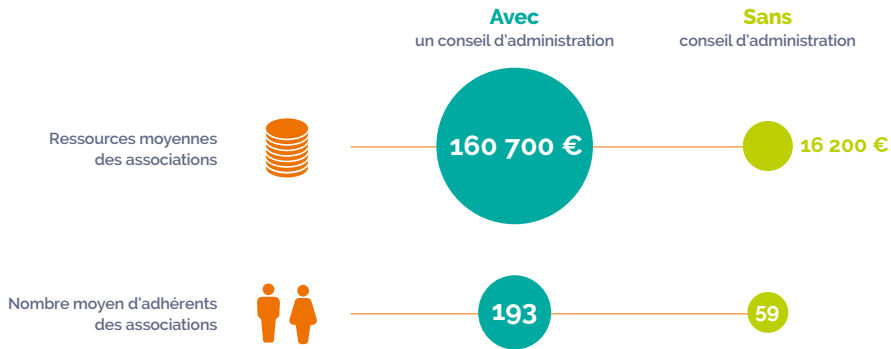 Avec
un conseil d'administration
Sans
conseil d'administration
Ressources moyennes
des associations
160 700 €
16 200 €
Nombre moyen d'adhérents
des associations
193
59